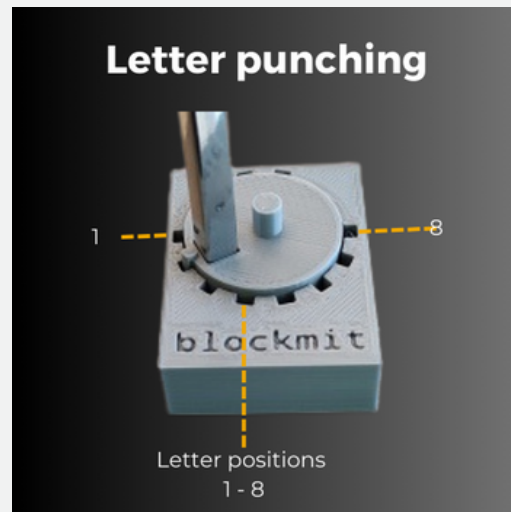 Letter punching
1
8
blockmit
Letter positions
1 - 8